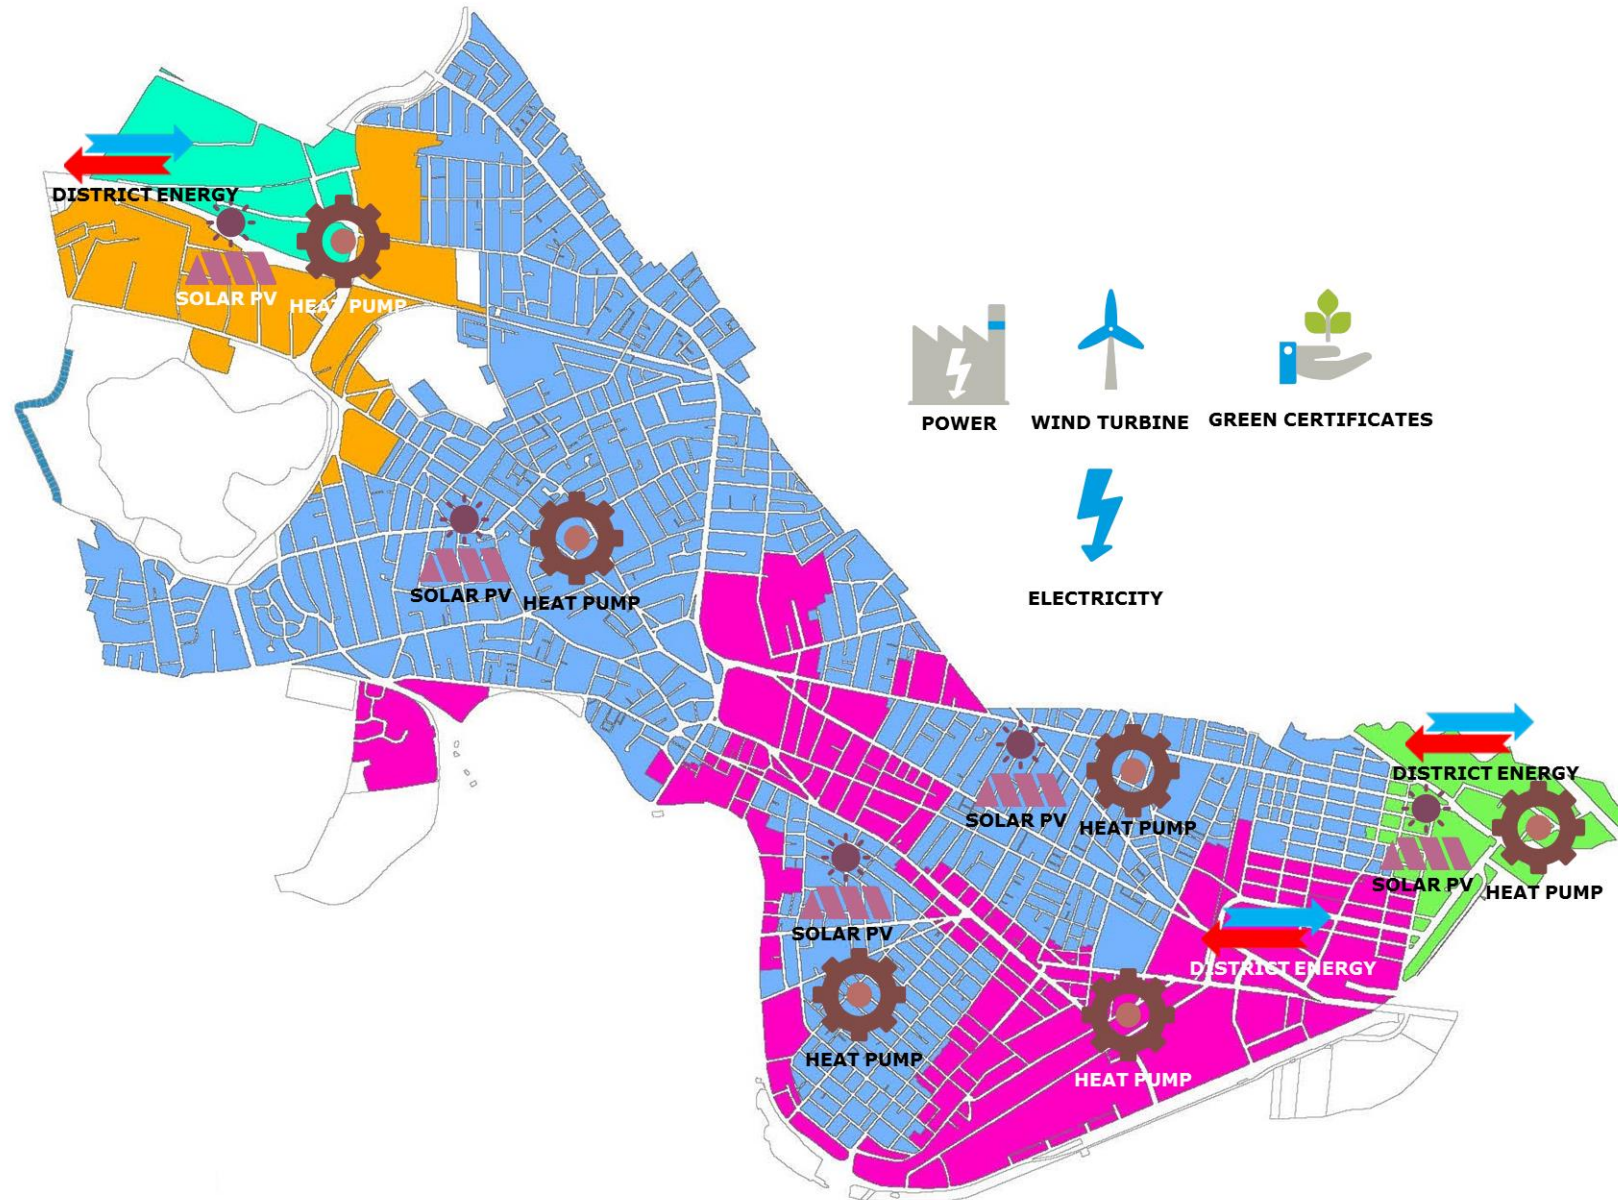 DISTRICT ENERGY
SOLAR PV
HEAT PUMP
POWER
WIND TURBINE
GREEN CERTIFICATES
ELECTRICITY
SOLAR PV
HEAT PUMP
DISTRICT ENERGY
SOLAR PV
HEAT PUMP
SOLAR PV
HEAT PUMP
SOLAR PV
DISTRICT ENERGY
HEAT PUMP
HEAT PUMP